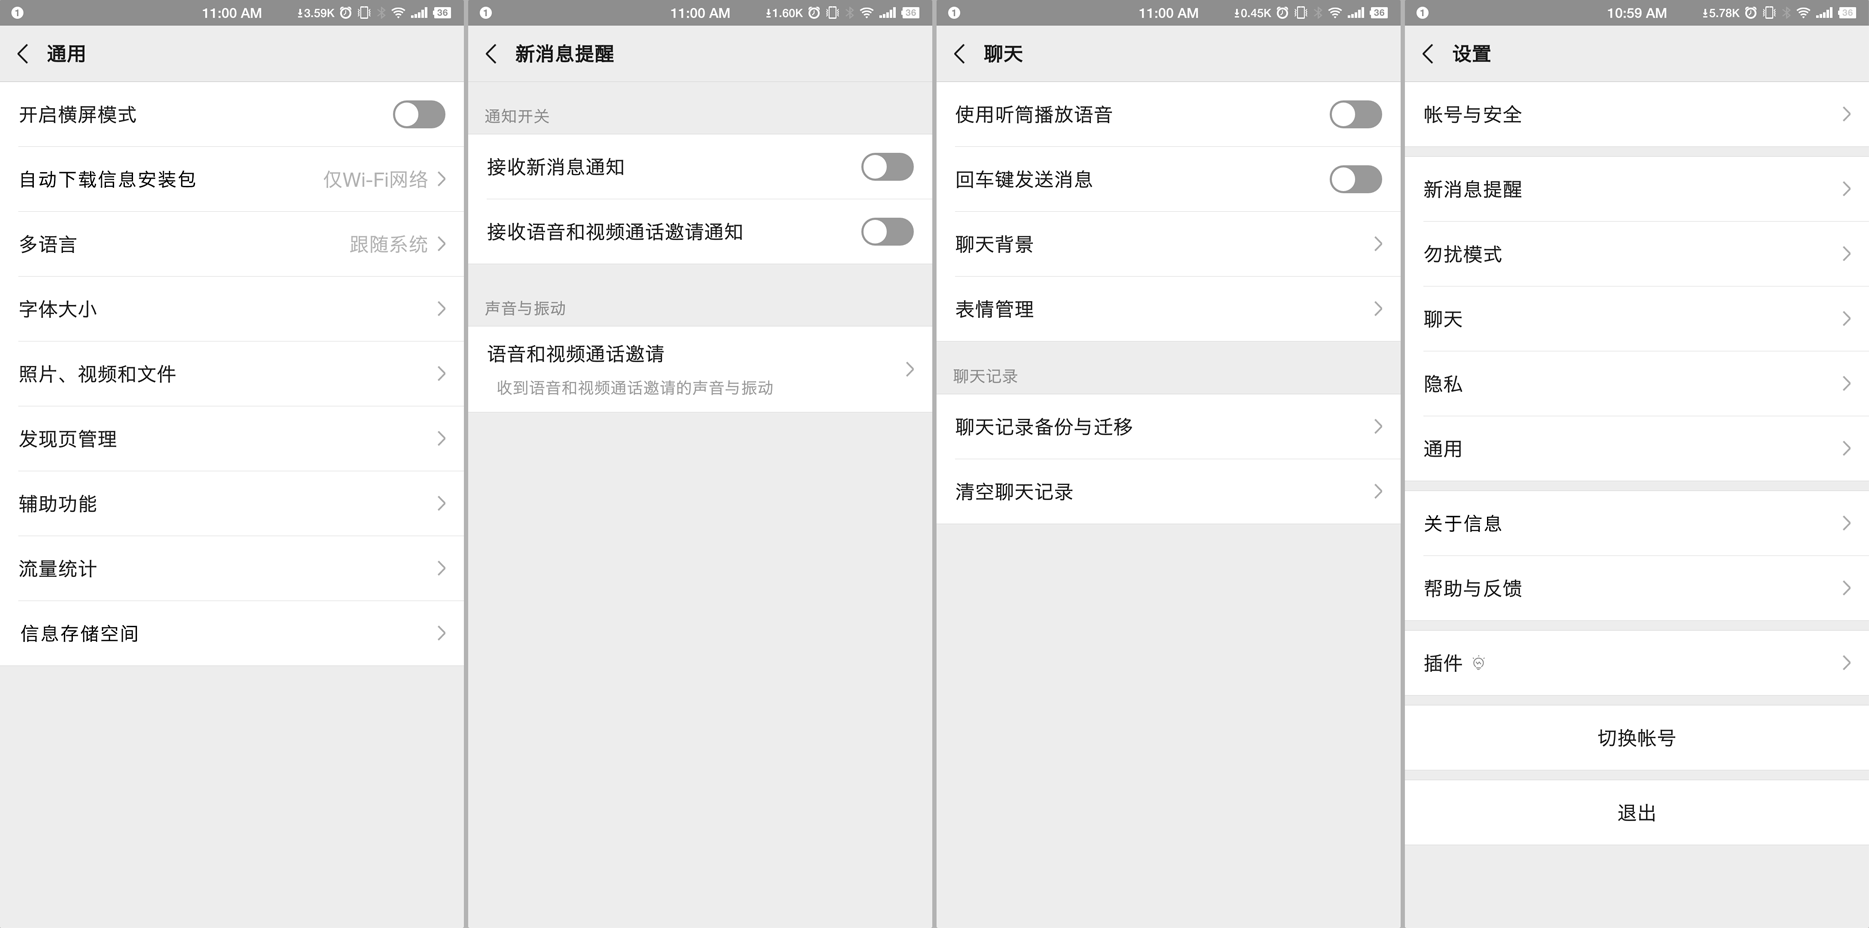 11:00 AM 3.59K 36
通用
开启横屏模式
自动下载信息安装包 仅Wi-Fi网络
多语言 跟随系统
字体大小
照片、视频和文件
发现页管理
辅助功能
流量统计
信息存储空间
11:00 AM 1.60K 36
新消息提醒
通知开关
接收新消息通知
接收语音和视频通话邀请通知
声音与振动
语音和视频通话邀请
收到语音和视频通话邀请的声音与振动
11:00 AM 0.45K 36
聊天
使用听筒播放语音
回车键发送消息
聊天背景
表情管理
聊天记录
聊天记录备份与迁移
清空聊天记录
10:59 AM 5.78K 36
设置
帐号与安全
新消息提醒
勿扰模式
聊天
隐私
通用
关于信息
帮助与反馈
插件
切换帐号
退出